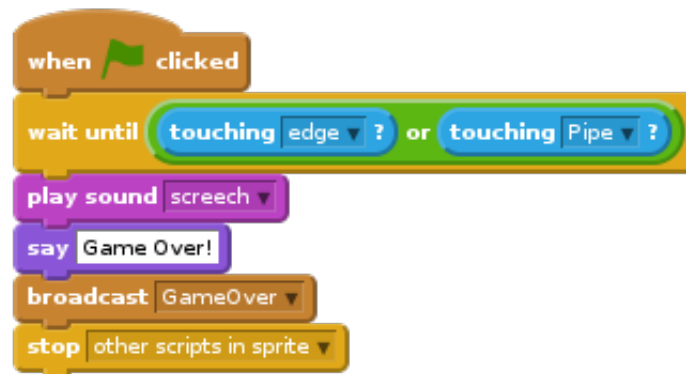 when clicked
wait until touching edge ? or touching Pipe ?
play sound screech
say Game Over!
broadcast GameOver
stop other scripts in sprite